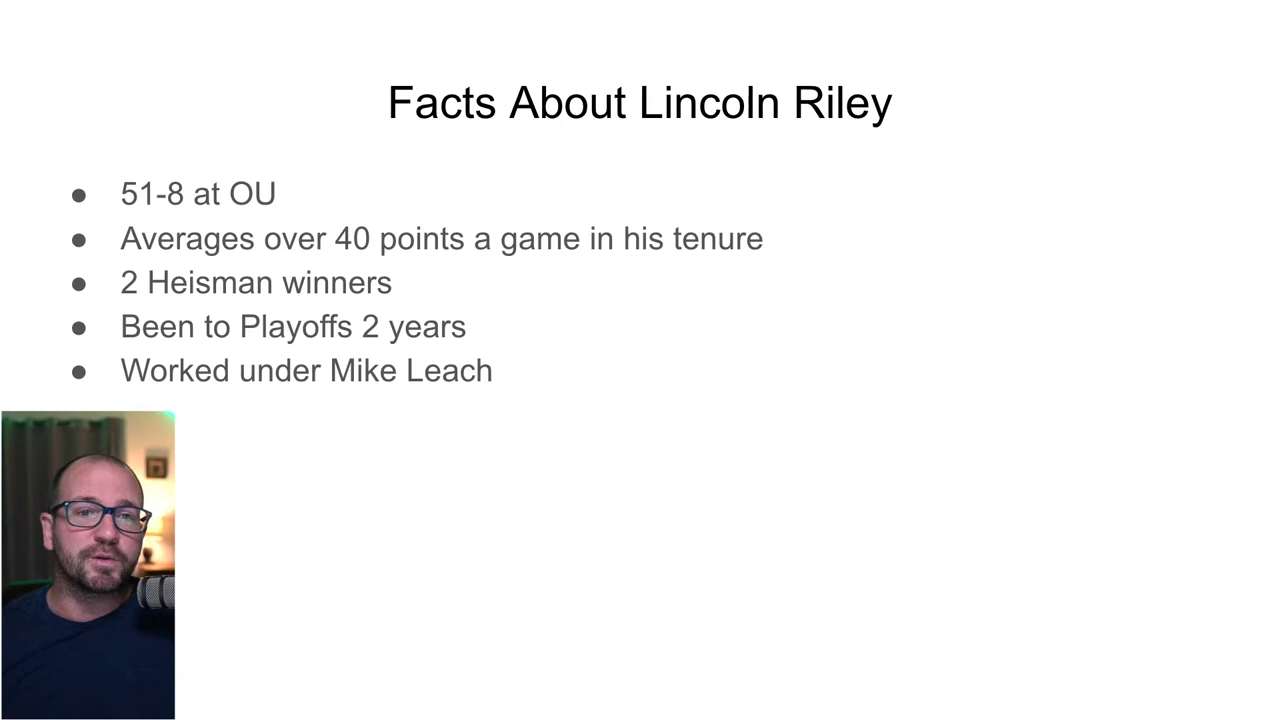 Facts About Lincoln Riley
● 51-8 at OU
● Averages over 40 points a game in his tenure
● 2 Heisman winners
● Been to Playoffs 2 years
● Worked under Mike Leach